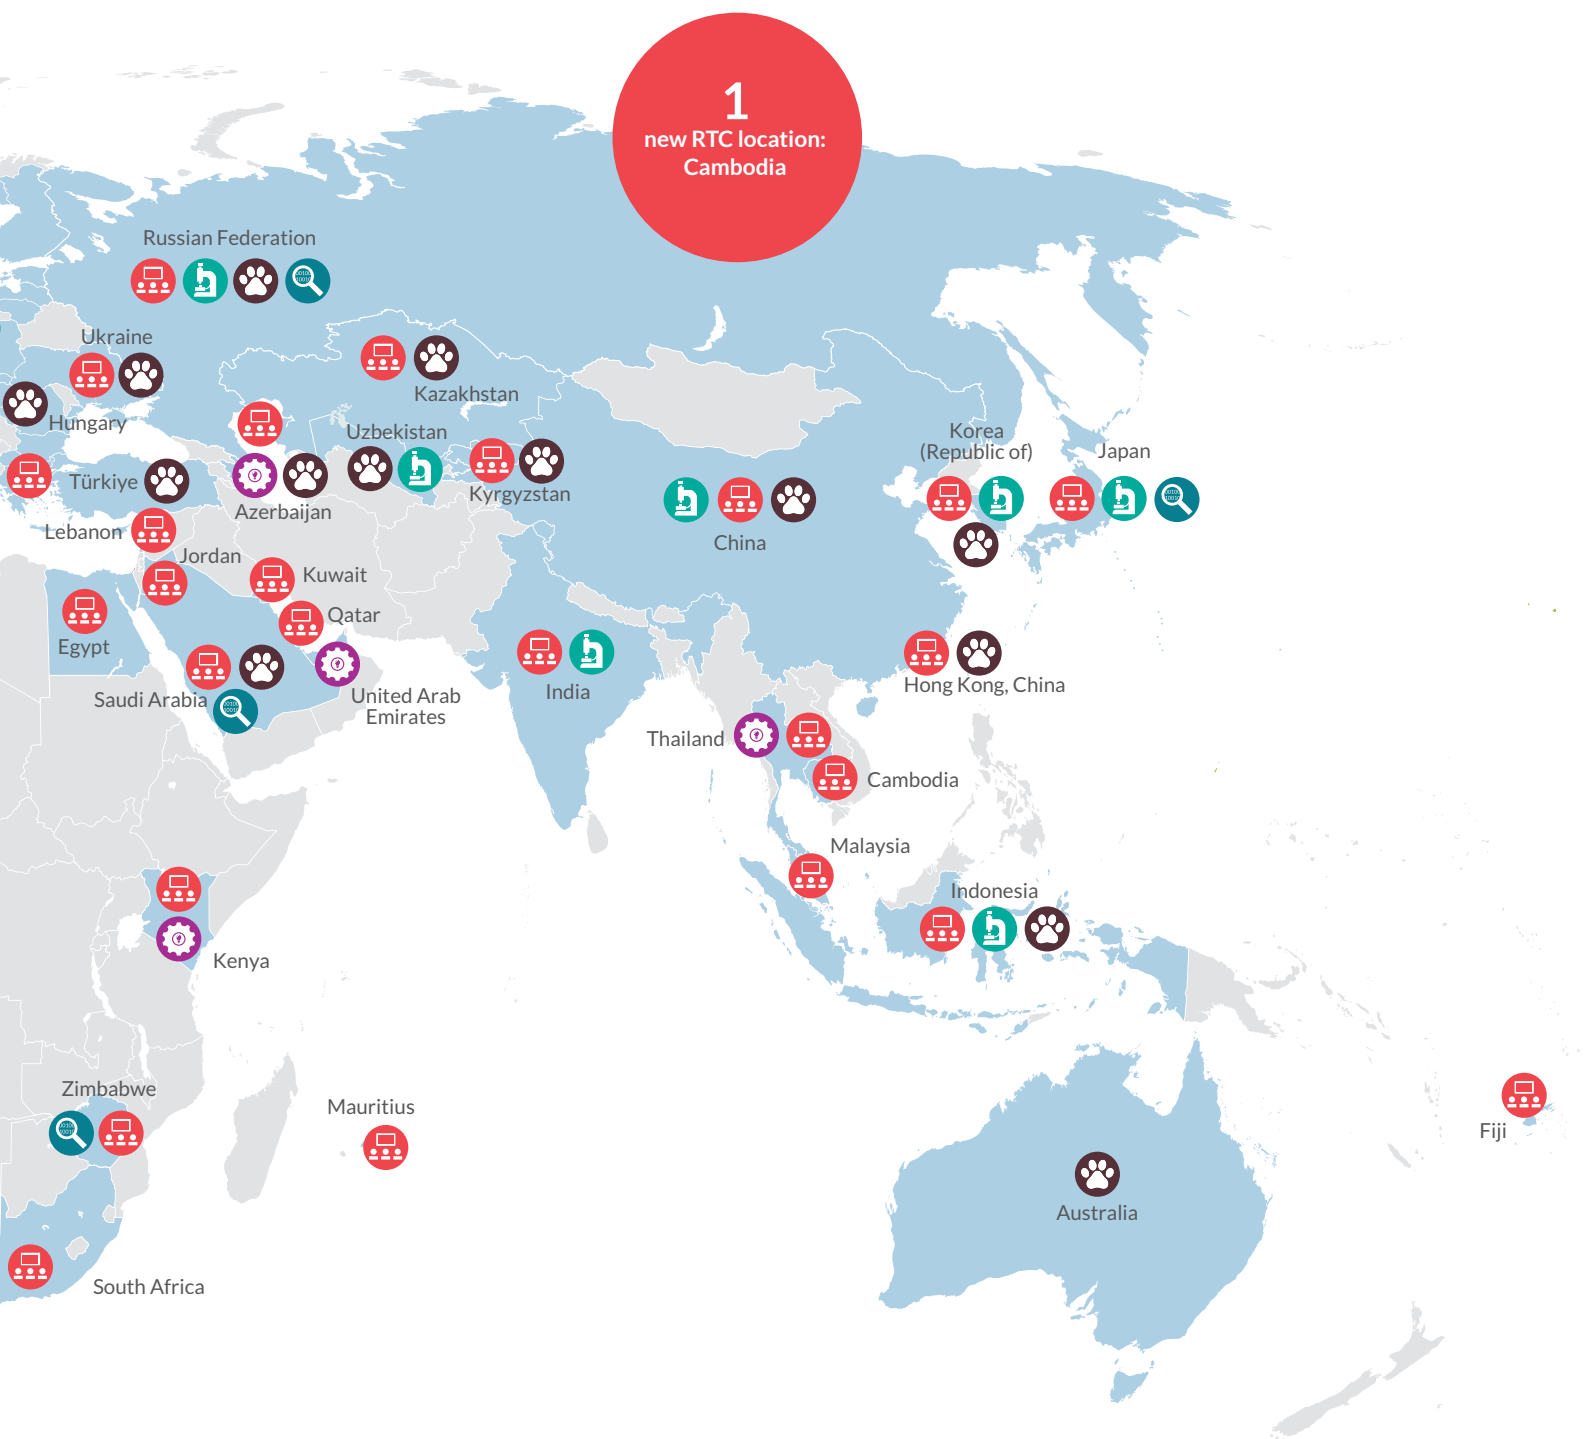 1
new RTC location:
Cambodia
Russian Federation
Ukraine
Kazakhstan
Hungary
Uzbekistan
Korea
(Republic of)
Japan
Türkiye
Kyrgyzstan
Azerbaijan
Lebanon
China
Jordan
Kuwait
Qatar
Egypt
Saudi Arabia
United Arab
Emirates
India
Hong Kong, China
Thailand
Cambodia
Malaysia
Indonesia
Kenya
Zimbabwe
Mauritius
Fiji
Australia
South Africa